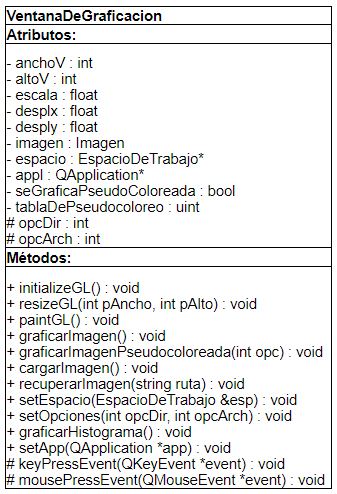 VentanaDeGraficacion
Atributos:
- anchoV : int
- altoV : int
- escala : float
- desplx : float
- desply : float
- imagen : Imagen
- espacio : EspacioDeTrabajo*
- appl : QApplication*
- seGraficaPseudoColoreada : bool
- tablaDePseudocoloreo : uint
# opcDir : int
# opcArch : int
Métodos:
+ initializeGL() : void
+ resizeGL(int pAncho, int pAlto) : void
+ paintGL() : void
+ graficarImagen() : void
+ graficarImagenPseudocoloreada(int opc) : void
+ cargarImagen() : void
+ recuperarImagen(string ruta) : void
+ setEspacio(EspacioDeTrabajo &esp) : void
+ setOpciones(int opcDir, int opcArch) : void
+ graficarHistograma() : void
+ setApp(QApplication *app) : void
# keyPressEvent(QKeyEvent *event) : void
# mousePressEvent(QMouseEvent *event) : void